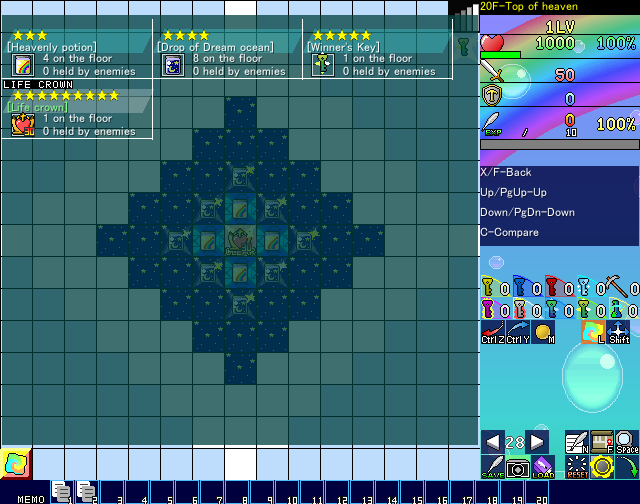 20F-Top of heaven
[Heavenly potion]
4 on the floor
0 held by enemies
[Drop of Dream ocean]
8 on the floor
0 held by enemies
[Winner's Key]
1 on the floor
0 held by enemies
LIFE CROWN
[Life crown]
1 on the floor
0 held by enemies
1LV
1000 100%
50
0
EXP / 0 10 100%
X/F-Back
Up/PgUp-Up
Down/PgDn-Down
C-Compare
0 0 0 0 0
0 0 0 0 0
Ctrl Z Ctrl Y M L Shift
28 N F Space
SAVE LOAD RESET
MEMO 1 2 3 4 5 6 7 8 9 10 11 12 13 14 15 16 17 18 19 20